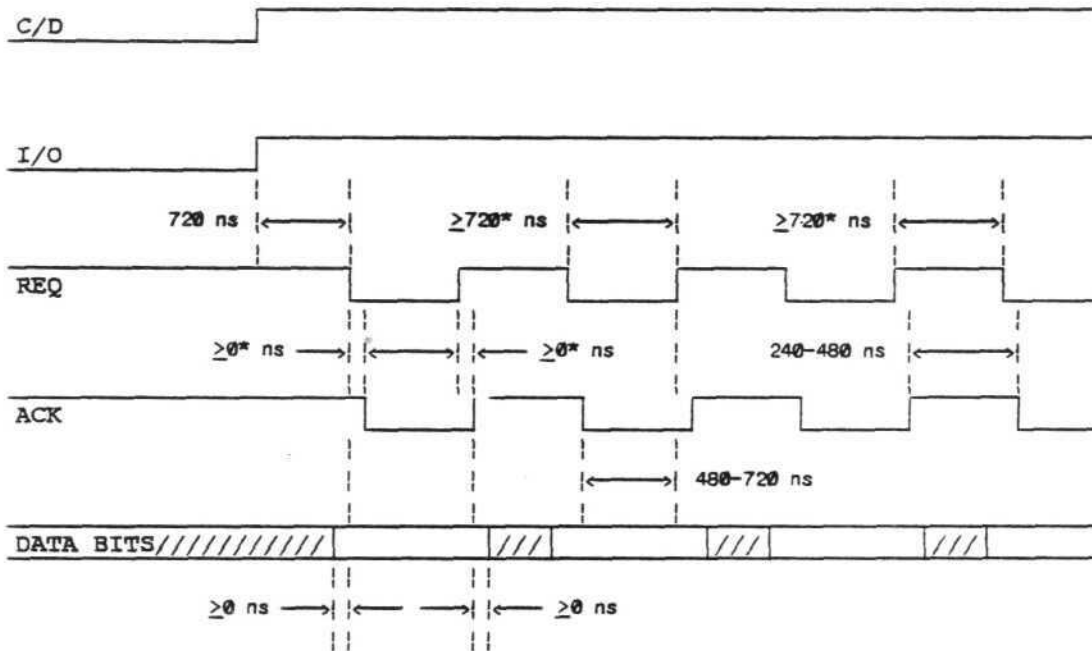 C/D
I/O
720 ns ≥720* ns ≥720* ns
REQ
≥0* ns ≥0* ns 240-480 ns
ACK
480-720 ns
DATA BITS
≥0 ns ≥0 ns